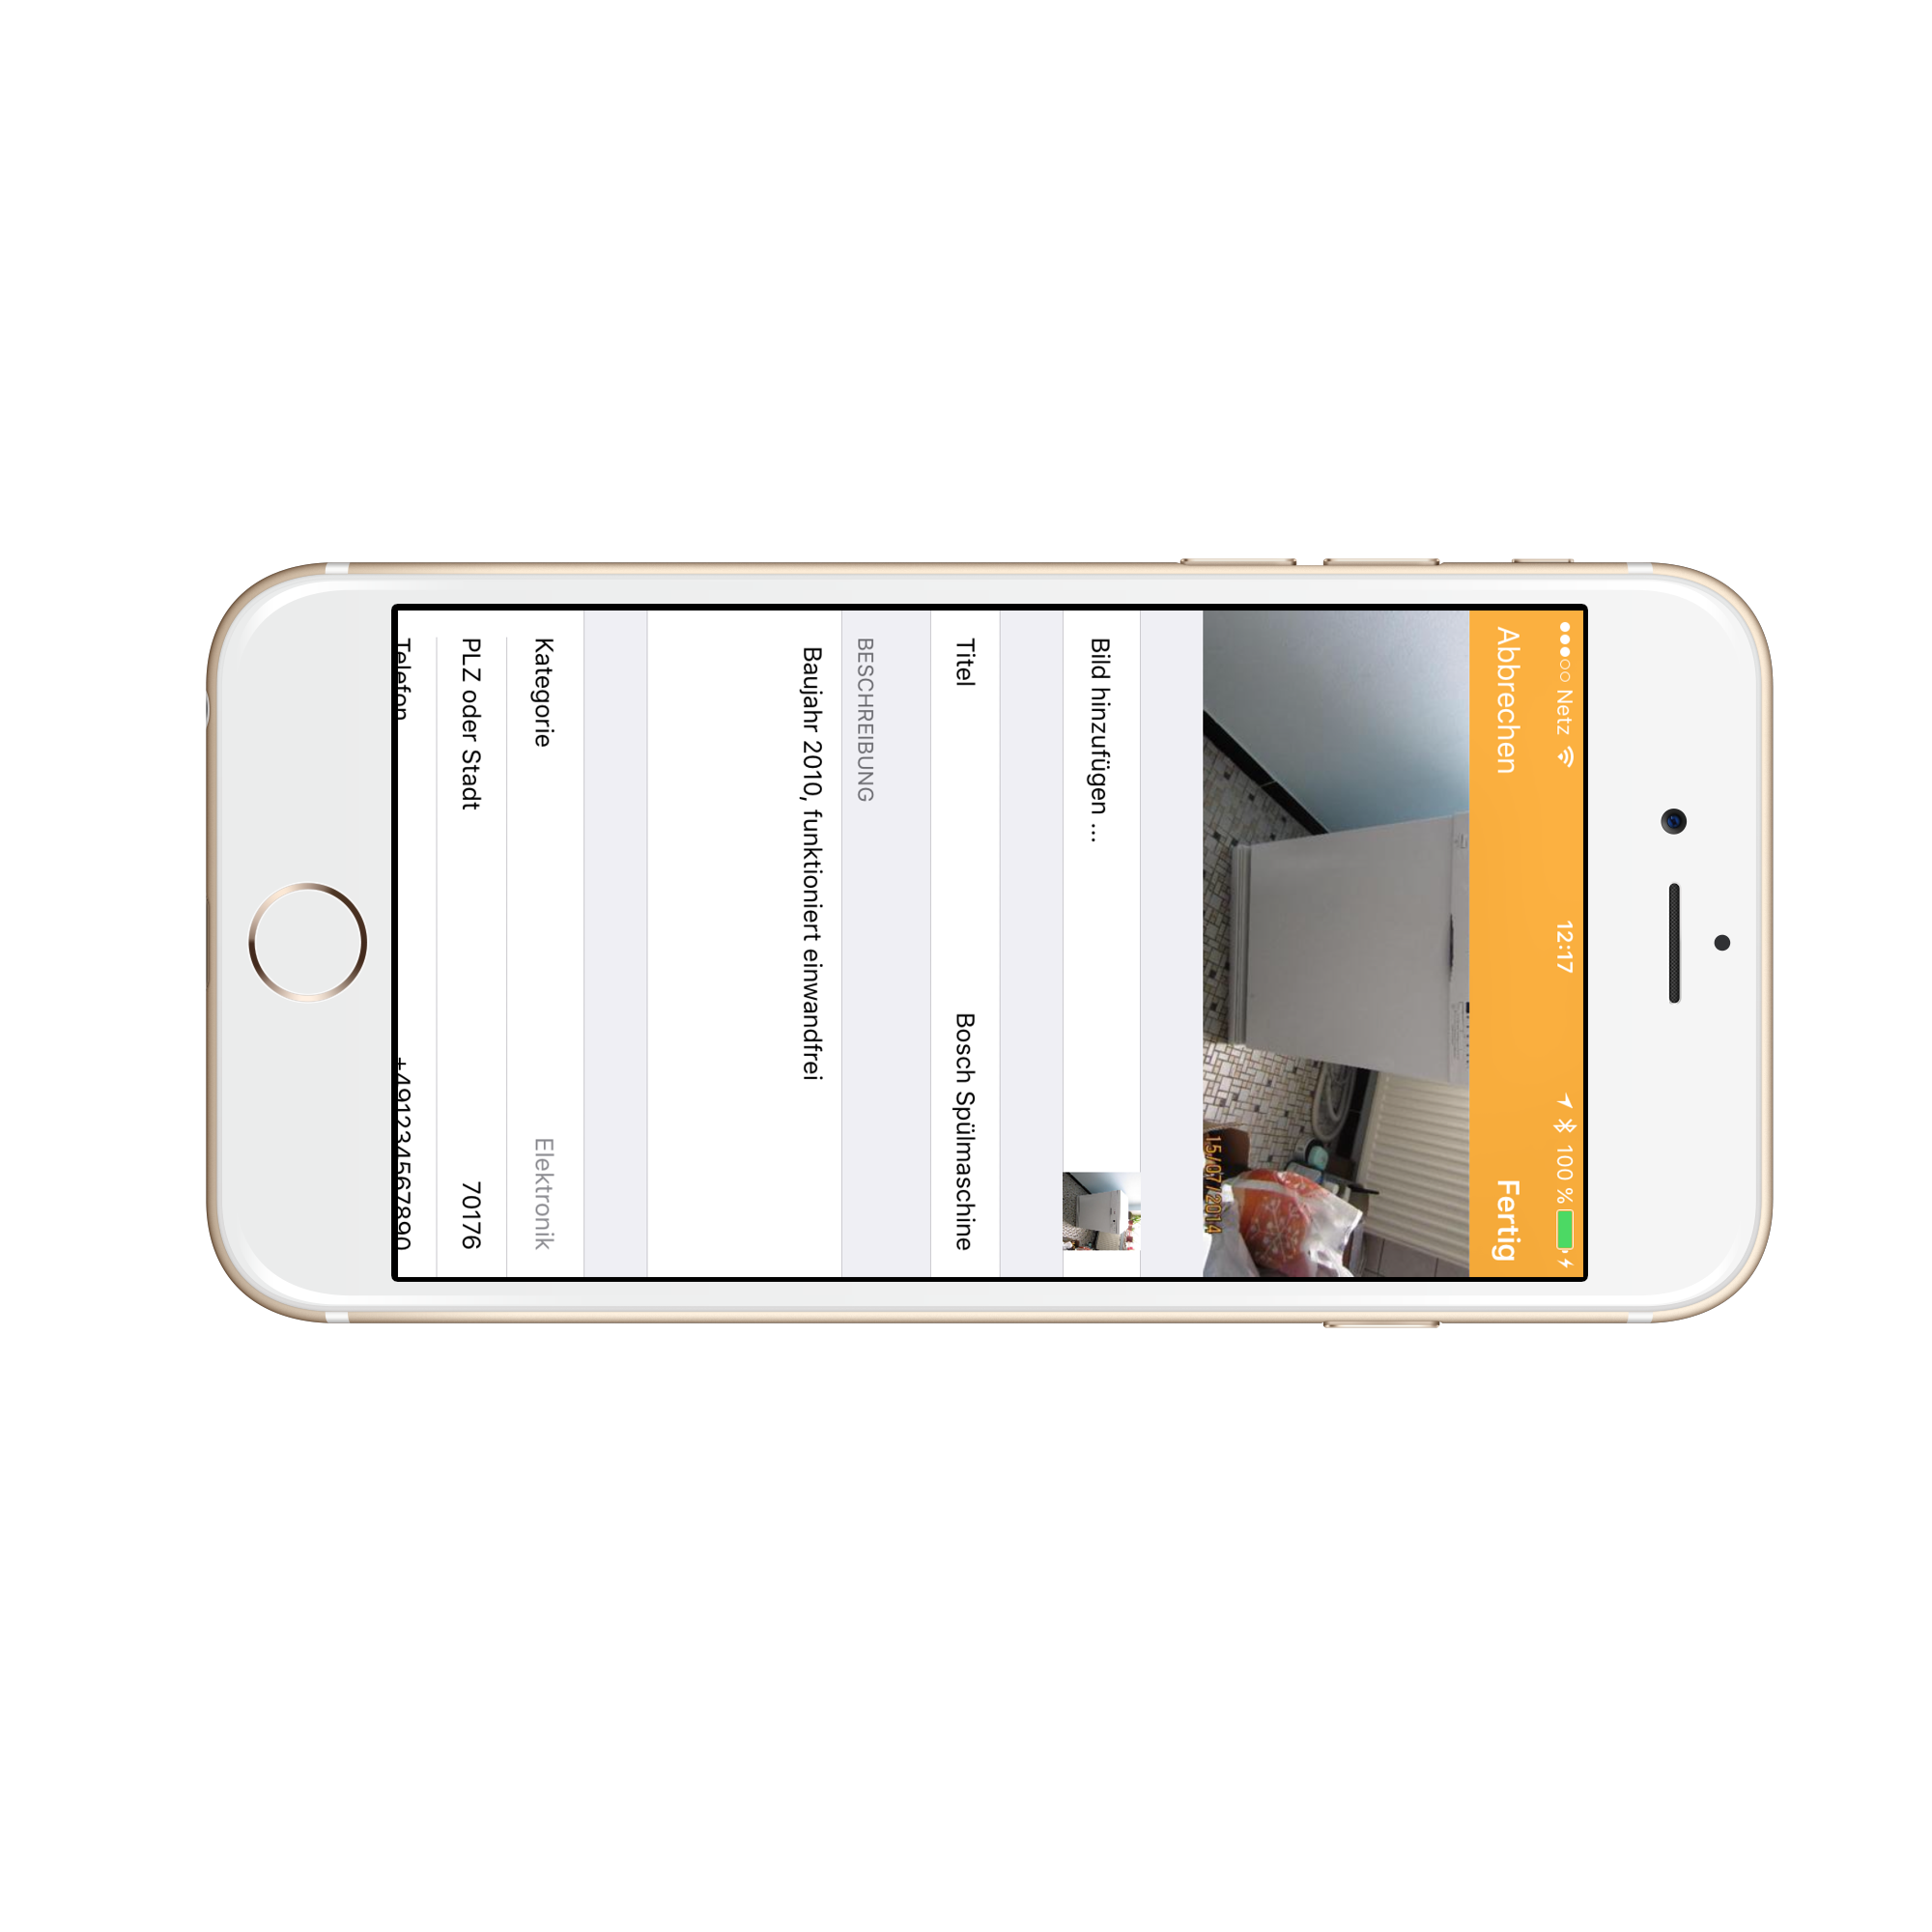 Netz 12:17 100 %
Abbrechen Fertig
15/07/2014
Bild hinzufügen ...
Titel Bosch Spülmaschine
BESCHREIBUNG
Baujahr 2010, funktioniert einwandfrei
Kategorie Elektronik
PLZ oder Stadt 70176
Telefon +491234567890